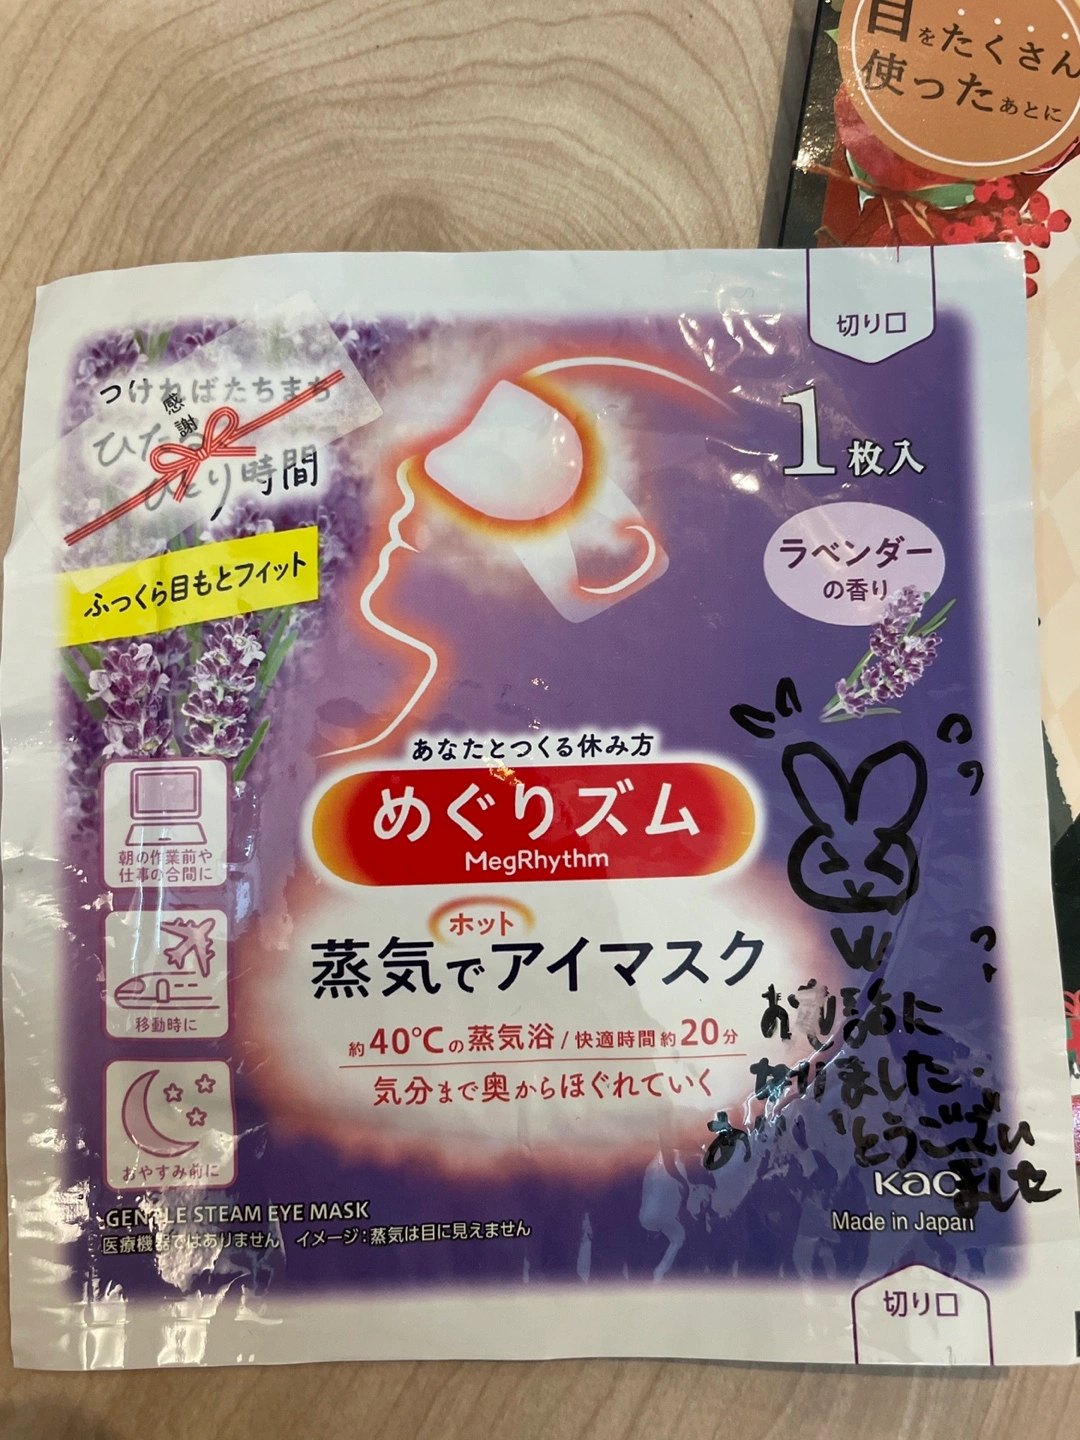 目をたくさん
使ったあとに
切り口
つければたちまち
感謝
ひたる
ひとり時間
1枚入
ふっくら目もとフィット
ラベンダー
の香り
あなたとつくる休み方
めぐりズム
MegRhythm
朝の作業前や
仕事の合間に
ホット
蒸気でアイマスク
移動時に
約40℃の蒸気浴/快適時間約20分
気分まで奥からほぐれていく
おやすみ前に
お世話に
なりました
ありがとうござい
ました
Kao
GENTLE STEAM EYE MASK
医療機器ではありません イメージ:蒸気は目に見えません
Made in Japan
切り口